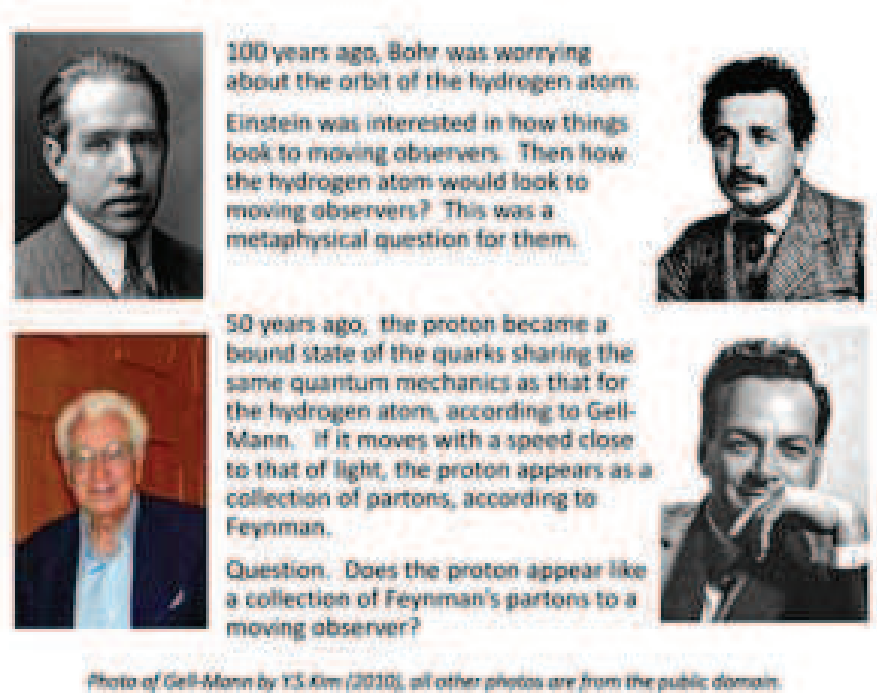 100 years ago, Bohr was worrying
about the orbit of the hydrogen atom.
Einstein was interested in how things
look to moving observers.  Then how
the hydrogen atom would look to
moving observers?  This was a
metaphysical question for them.
50 years ago,  the proton became a
bound state of the quarks sharing the
same quantum mechanics as that for
the hydrogen atom, according to Gell-
Mann.   If it moves with a speed close
to that of light, the proton appears as a
collection of partons, according to
Feynman.
Question.  Does the proton appear like
a collection of Feynman's partons to a
moving observer?
Photo of Gell-Mann by Y.S.Kim (2010), all other photos are from the public domain.